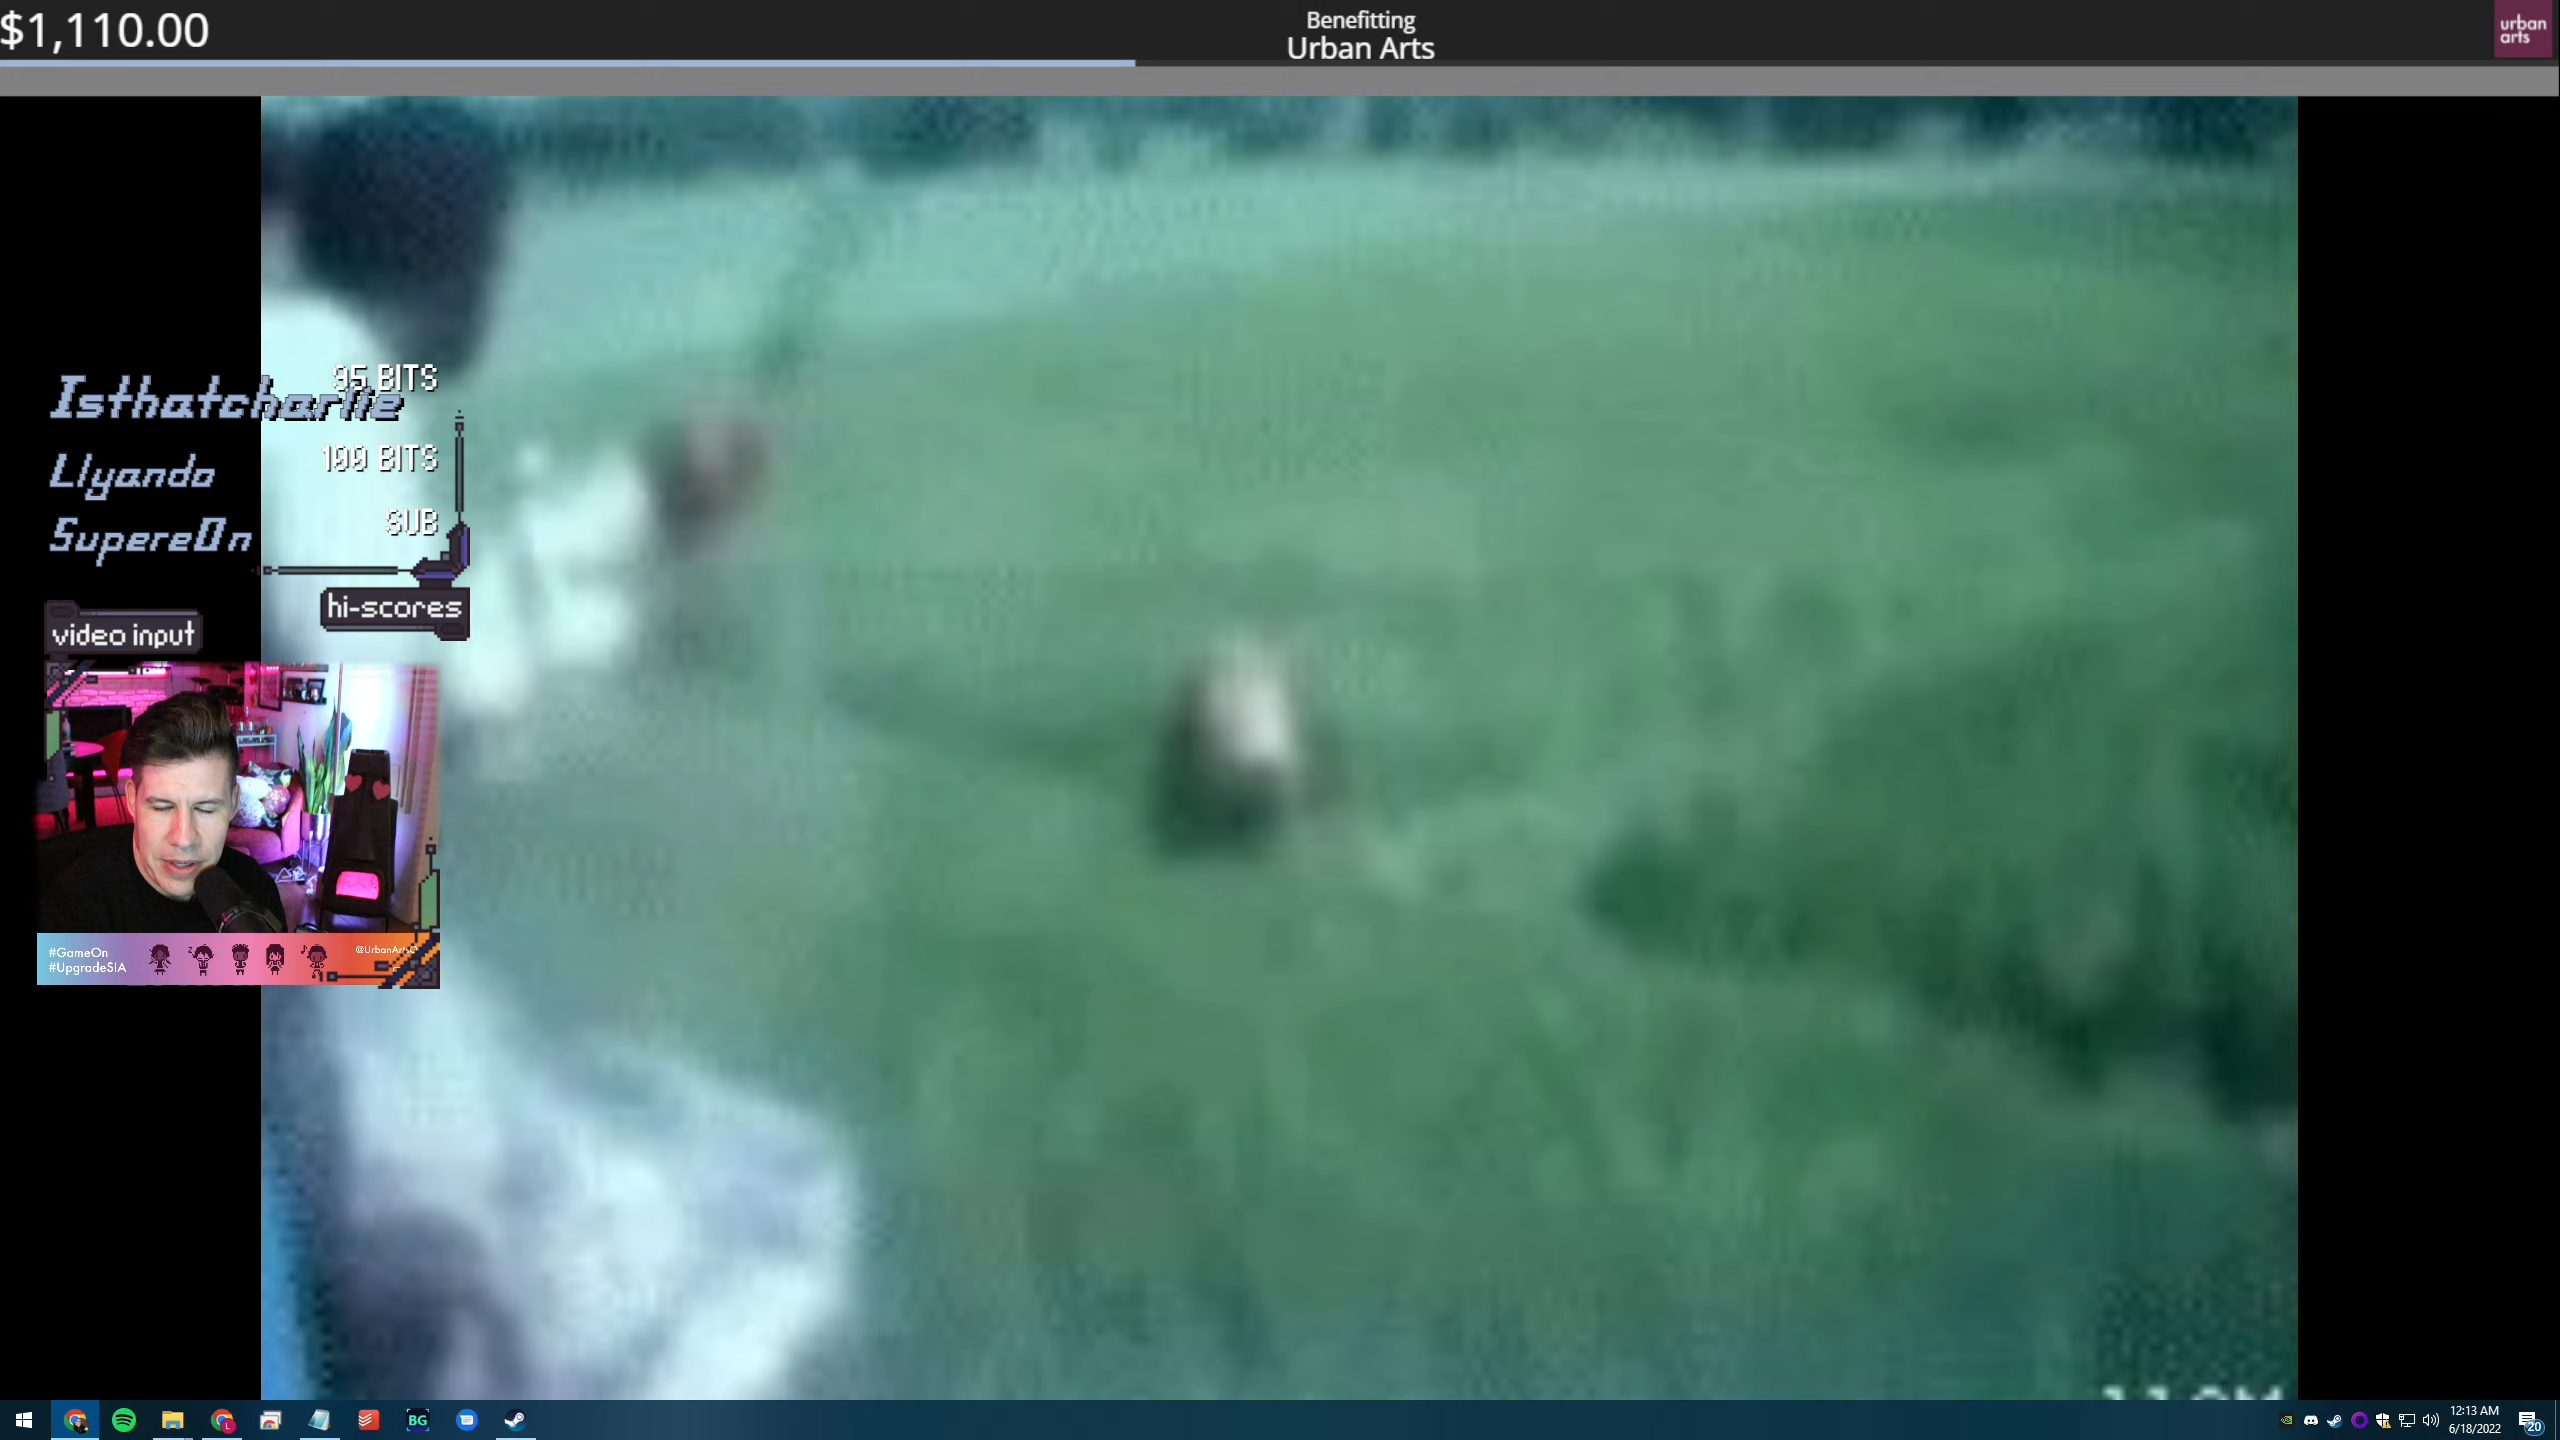 $1,110.00
Benefitting
Urban Arts
urban
arts
95 BITS
Isthatcharlie
100 BITS
Llyando
SUB
Supere0n
hi-scores
video input
#GameOn
#UpgradeSIA
BG
12:13 AM
6/18/2022
20